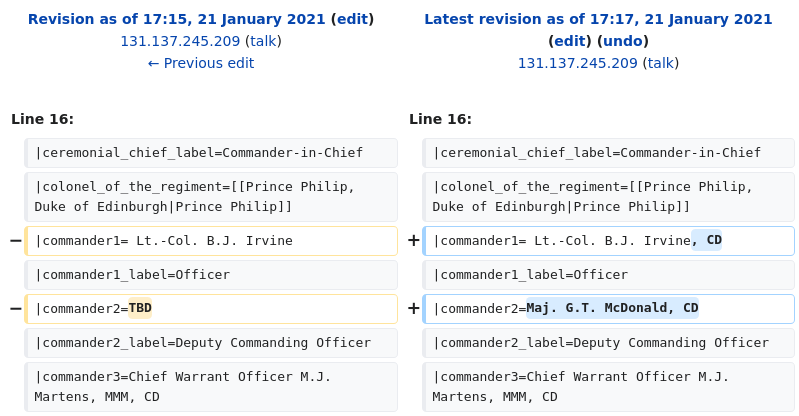 Revision as of 17:15, 21 January 2021 (edit)
131.137.245.209 (talk)
← Previous edit
Latest revision as of 17:17, 21 January 2021
(edit) (undo)
131.137.245.209 (talk)
Line 16:
Line 16:
|ceremonial_chief_label=Commander-in-Chief
|ceremonial_chief_label=Commander-in-Chief
|colonel_of_the_regiment=[[Prince Philip,
Duke of Edinburgh|Prince Philip]]
|colonel_of_the_regiment=[[Prince Philip,
Duke of Edinburgh|Prince Philip]]
− |commander1= Lt.-Col. B.J. Irvine
+ |commander1= Lt.-Col. B.J. Irvine, CD
|commander1_label=Officer
|commander1_label=Officer
− |commander2=TBD
+ |commander2=Maj. G.T. McDonald, CD
|commander2_label=Deputy Commanding Officer
|commander2_label=Deputy Commanding Officer
|commander3=Chief Warrant Officer M.J.
Martens, MMM, CD
|commander3=Chief Warrant Officer M.J.
Martens, MMM, CD